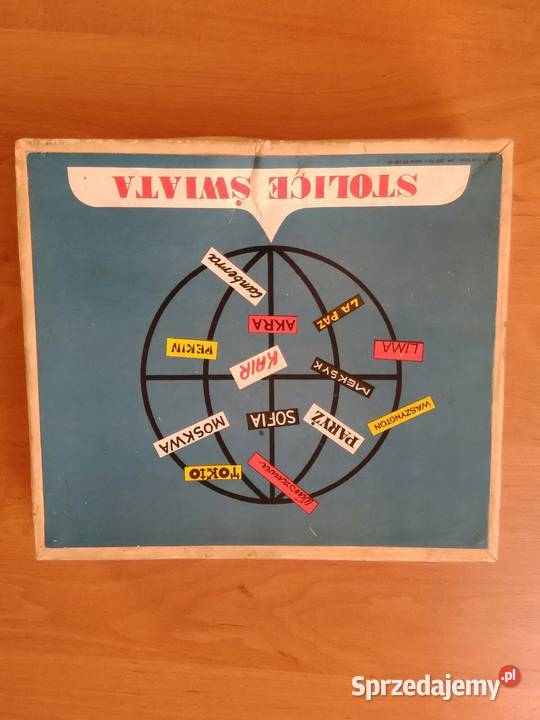 Warszawa
TOKIO
WASZYNGTON
PARYŻ
SOFIA
MOSKWA
MEKSYK
KAIR
LIMA
PEKIN
AKRA
LA PAZ
Canberra
STOLICE ŚWIATA
Sprzedajemy.pl